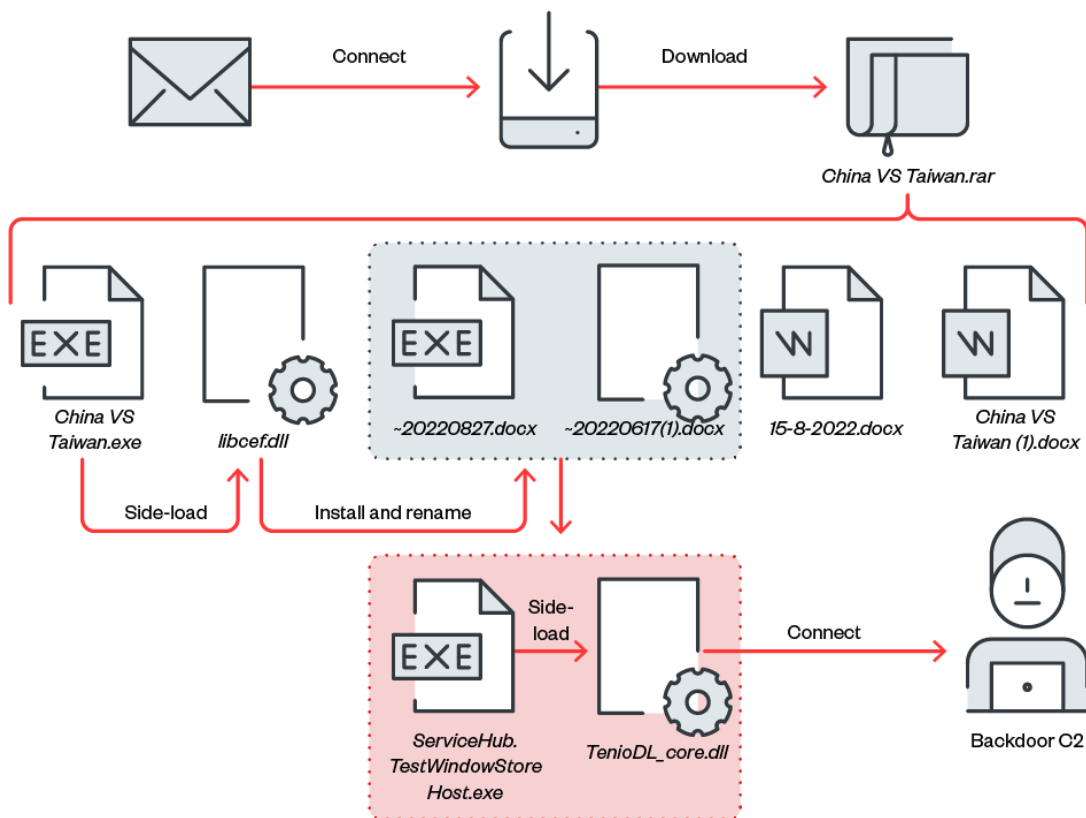 Connect
Download
China VS Taiwan.rar
EXE
EXE
W
W
China VS
Taiwan.exe
libcef.dll
~20220827.docx
~20220617(1).docx
15-8-2022.docx
China VS
Taiwan (1).docx
Side-load
Install and rename
EXE
Side-
load
Connect
ServiceHub.
TestWindowStore
Host.exe
TenioDL_core.dll
Backdoor C2